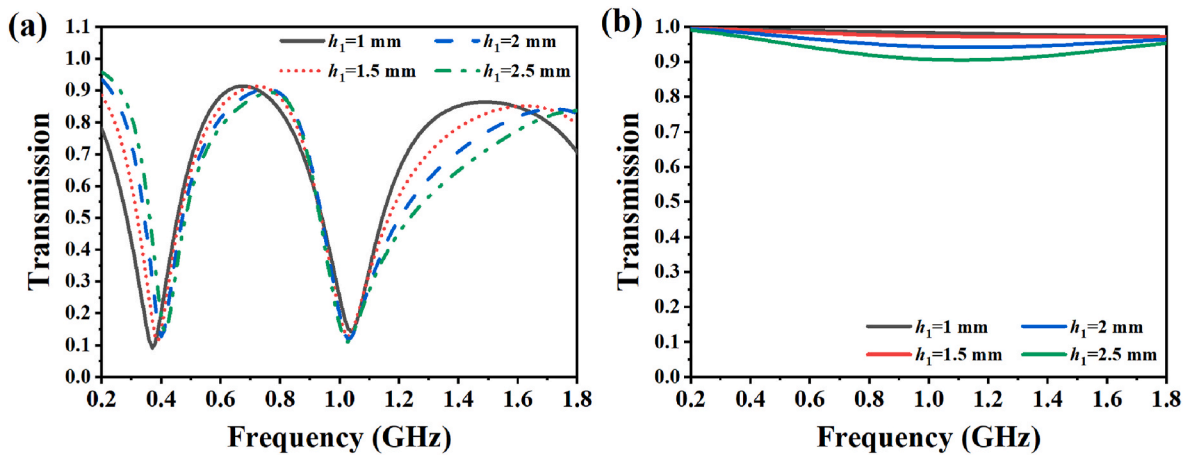 (a)
h₁=1 mm
h₁=2 mm
h₁=1.5 mm
h₁=2.5 mm
Transmission
1.1
1.0
0.9
0.8
0.7
0.6
0.5
0.4
0.3
0.2
0.1
0.0
0.2 0.4 0.6 0.8 1.0 1.2 1.4 1.6 1.8
Frequency (GHz)
(b)
Transmission
1.0
0.9
0.8
0.7
0.6
0.5
0.4
0.3
0.2
0.1
0.0
h₁=1 mm
h₁=2 mm
h₁=1.5 mm
h₁=2.5 mm
0.2 0.4 0.6 0.8 1.0 1.2 1.4 1.6 1.8
Frequency (GHz)